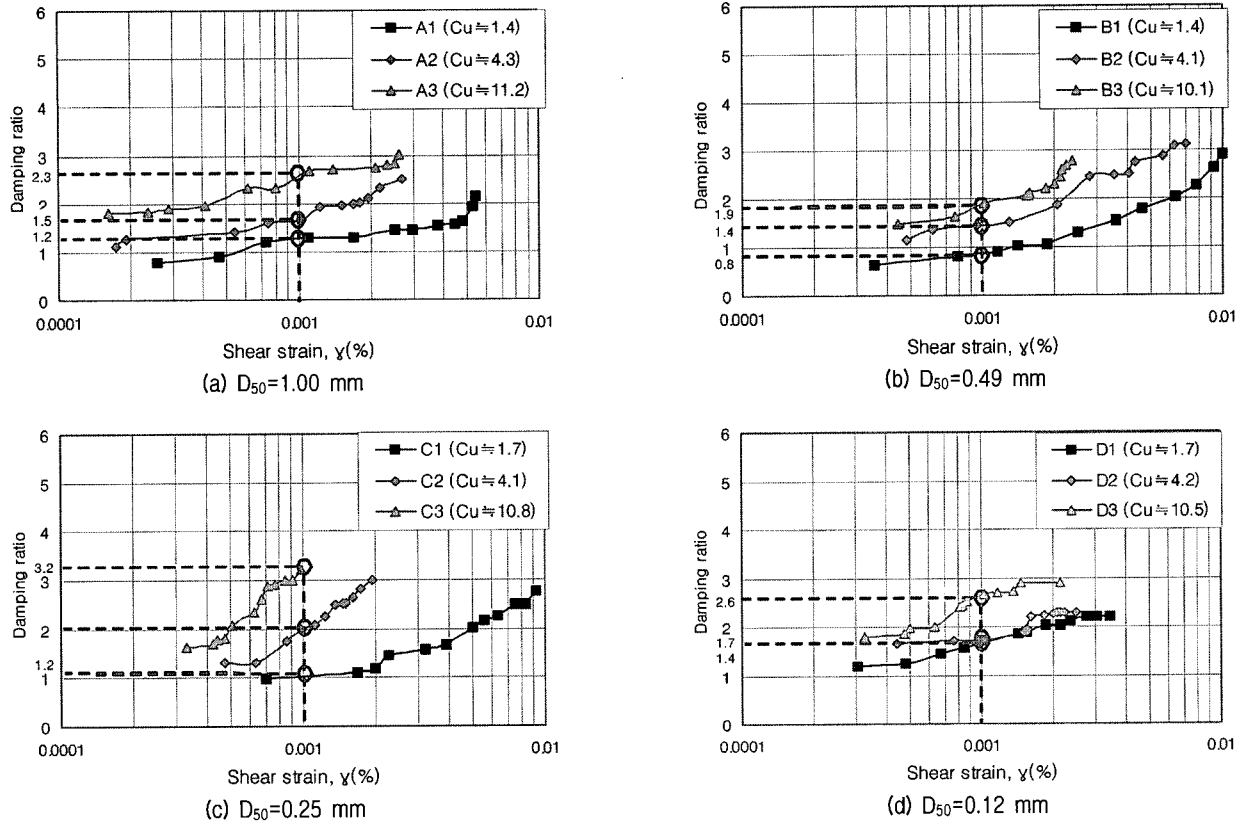 A1 (Cu≒1.4)
A2 (Cu≒4.3)
A3 (Cu≒11.2)
Damping ratio
6
5
4
3
2.3
2
1.5
1.2
1
0
0.0001
0.001
0.01
Shear strain, γ(%)
(a) D50=1.00 mm
B1 (Cu≒1.4)
B2 (Cu≒4.1)
B3 (Cu≒10.1)
Damping ratio
6
5
4
3
2
1.9
1.4
1
0.8
0
0.0001
0.001
0.01
Shear strain, γ(%)
(b) D50=0.49 mm
C1 (Cu≒1.7)
C2 (Cu≒4.1)
C3 (Cu≒10.8)
Damping ratio
6
5
4
3.2
3
2
1.2
1
0
0.0001
0.001
0.01
Shear strain, γ(%)
(c) D50=0.25 mm
D1 (Cu≒1.7)
D2 (Cu≒4.2)
D3 (Cu≒10.5)
Damping ratio
6
5
4
3
2.6
2
1.7
1.4
1
0
0.0001
0.001
0.01
Shear strain, γ(%)
(d) D50=0.12 mm